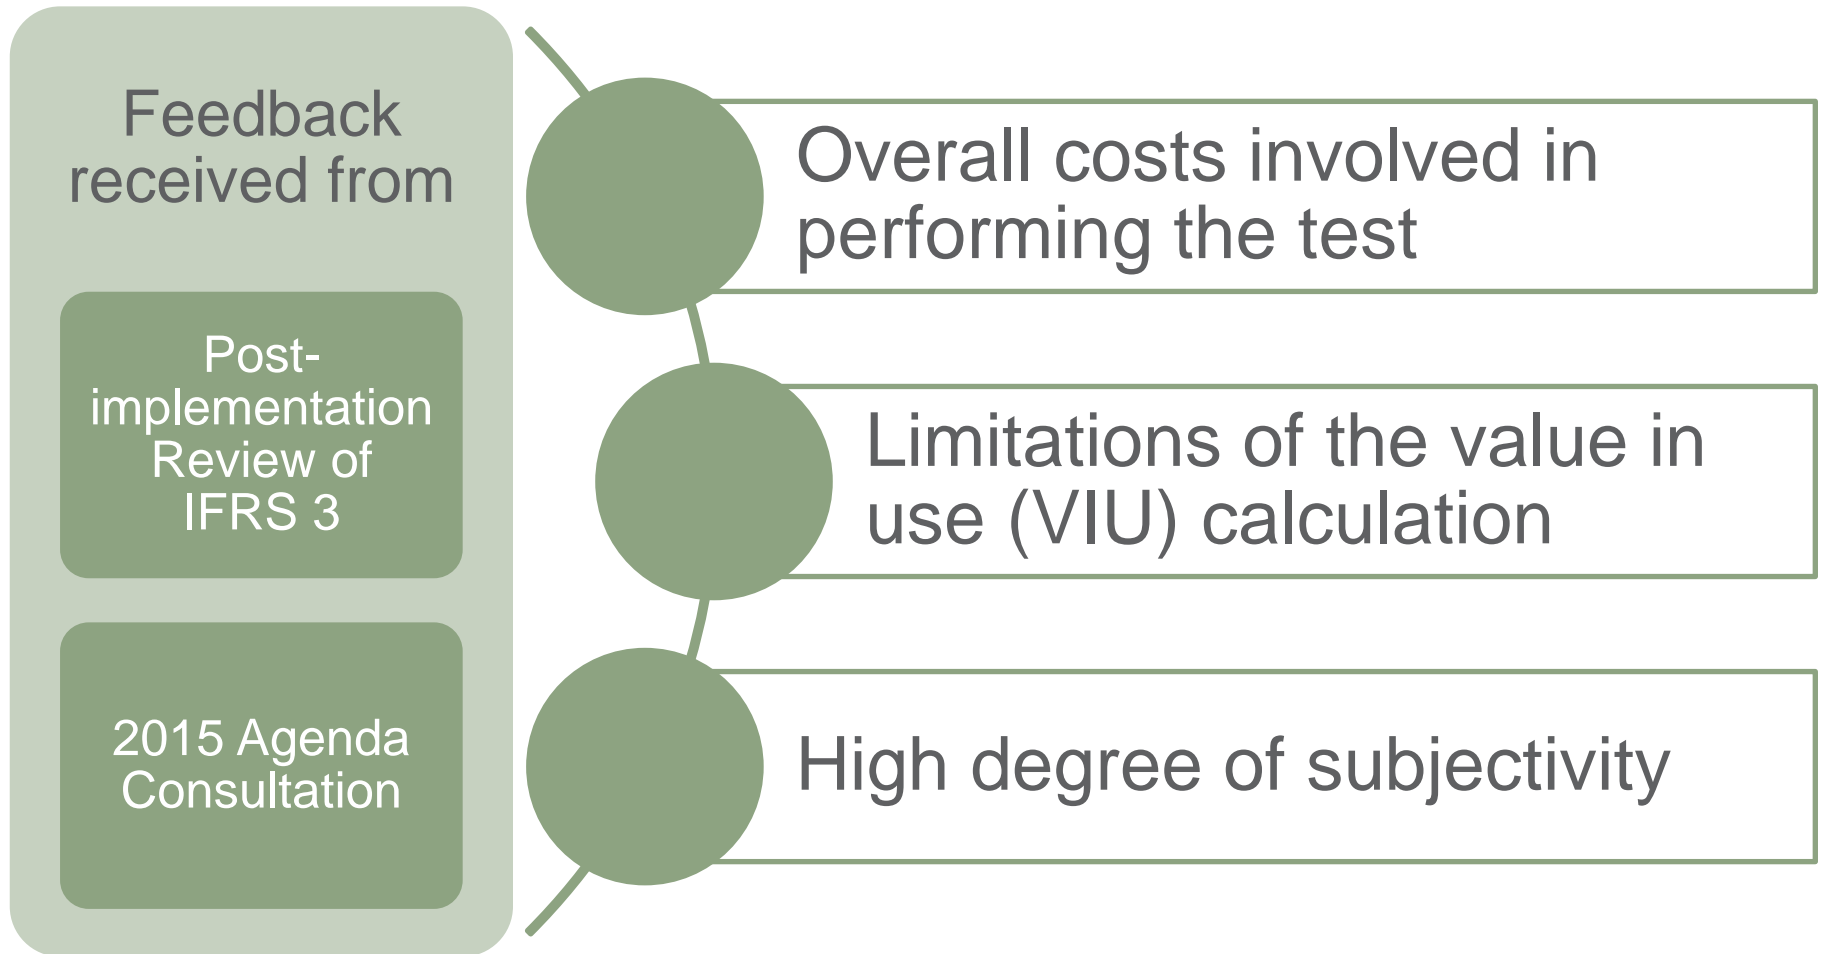 Feedback
received from
Post-
implementation
Review of
IFRS 3
2015 Agenda
Consultation
Overall costs involved in
performing the test
Limitations of the value in
use (VIU) calculation
High degree of subjectivity